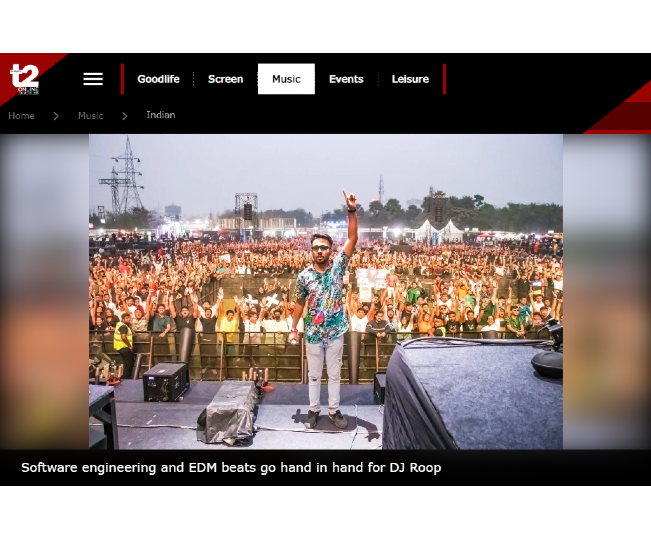 t2
ONLINE
Goodlife
Screen
Music
Events
Leisure
Home > Music > Indian
Software engineering and EDM beats go hand in hand for DJ Roop